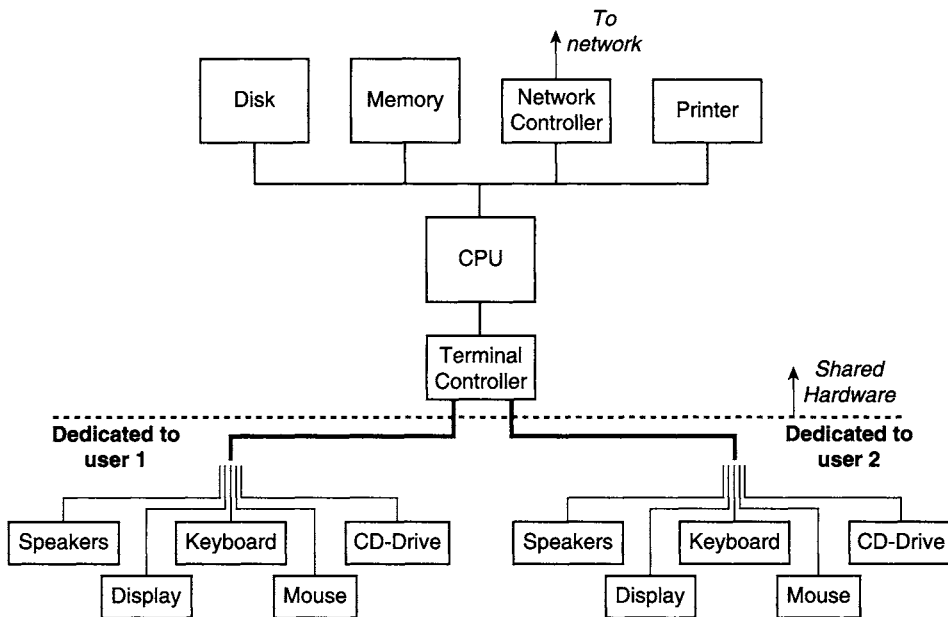 To
network
Disk
Memory
Network
Controller
Printer
CPU
Terminal
Controller
Shared
Hardware
Dedicated to
user 1
Dedicated to
user 2
Speakers
Keyboard
CD-Drive
Speakers
Keyboard
CD-Drive
Display
Mouse
Display
Mouse